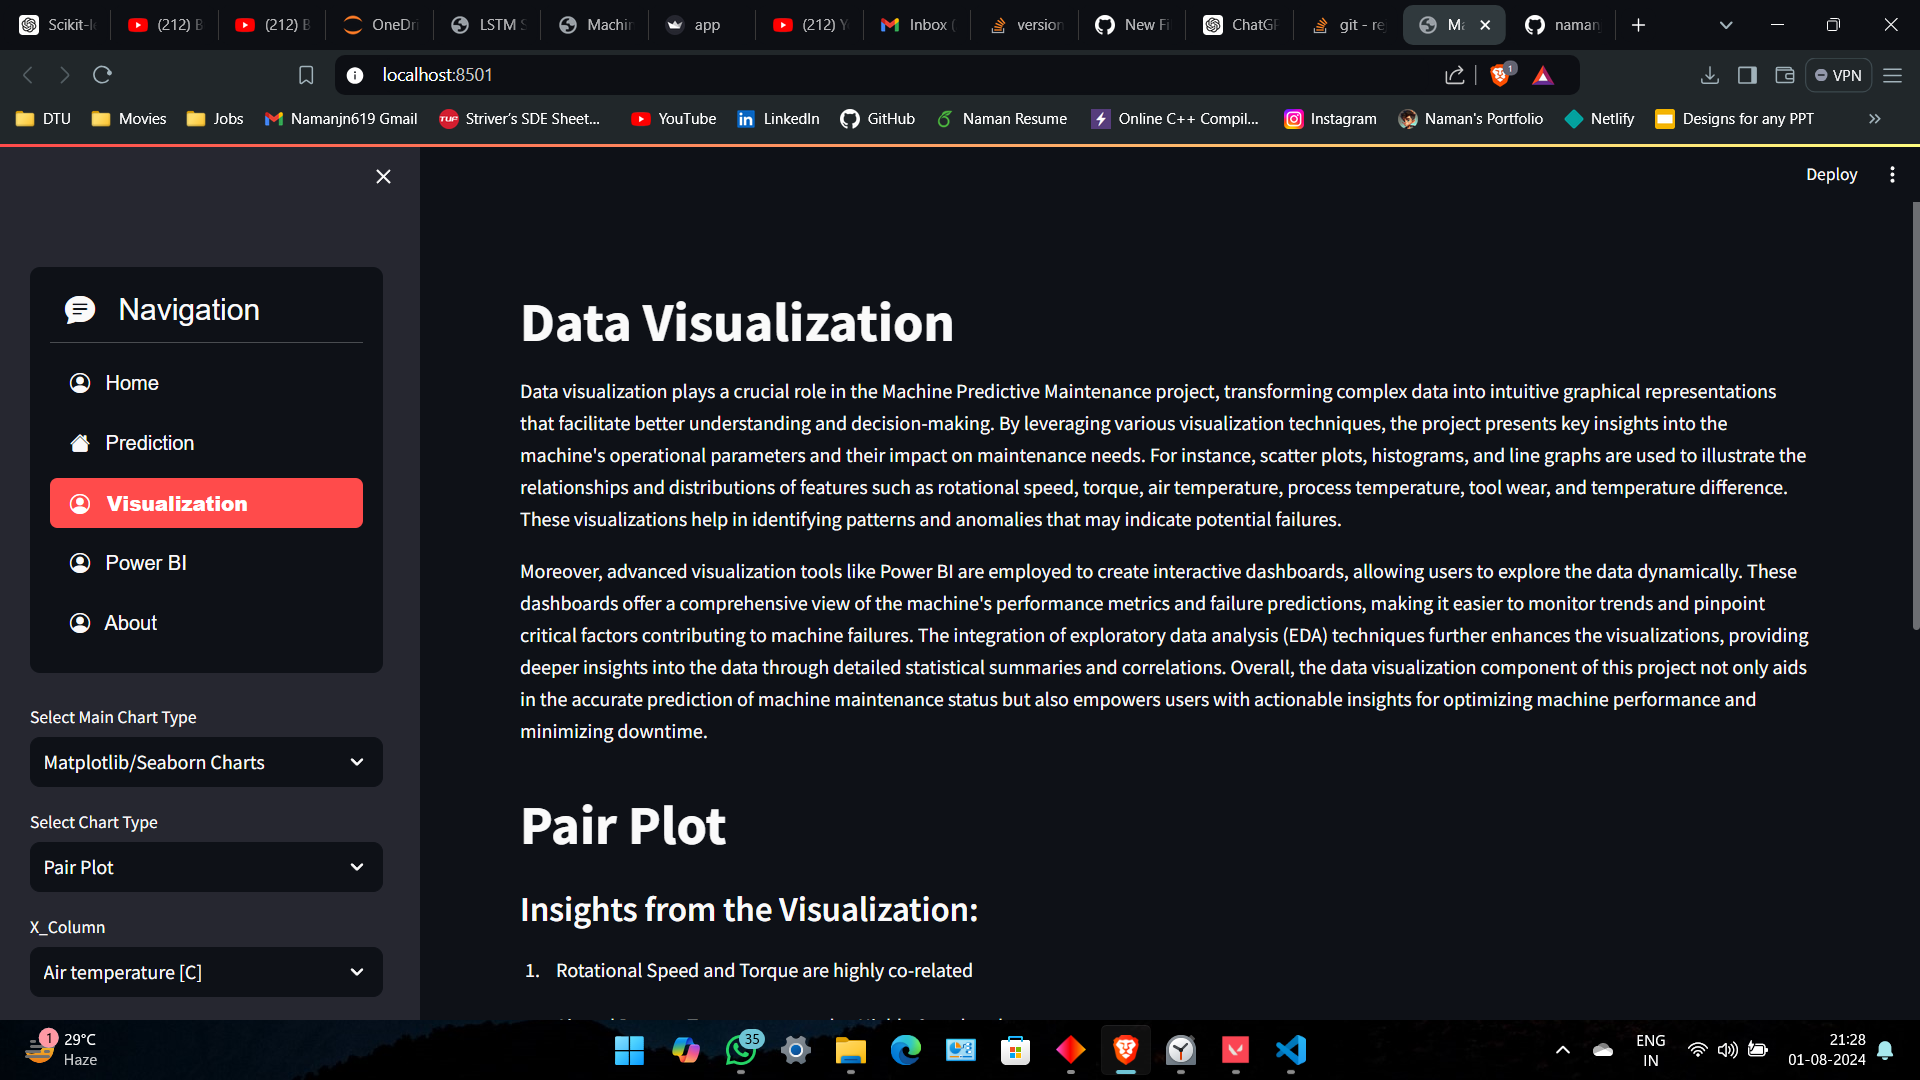 Scikit-l
(212) B
(212) B
OneDri
LSTM S
Machin
app
(212) Y
Inbox (
version
New Fi
ChatGP
git - re
Ma
naman
localhost:8501
1
VPN
DTU
Movies
Jobs
Namanjn619 Gmail
Striver's SDE Sheet...
YouTube
LinkedIn
GitHub
Naman Resume
Online C++ Compil...
Instagram
Naman's Portfolio
Netlify
Designs for any PPT
Deploy
Navigation
Home
Prediction
Visualization
Power BI
About
Select Main Chart Type
Matplotlib/Seaborn Charts
Select Chart Type
Pair Plot
X_Column
Air temperature [C]
Data Visualization
Data visualization plays a crucial role in the Machine Predictive Maintenance project, transforming complex data into intuitive graphical representations
that facilitate better understanding and decision-making. By leveraging various visualization techniques, the project presents key insights into the
machine's operational parameters and their impact on maintenance needs. For instance, scatter plots, histograms, and line graphs are used to illustrate the
relationships and distributions of features such as rotational speed, torque, air temperature, process temperature, tool wear, and temperature difference.
These visualizations help in identifying patterns and anomalies that may indicate potential failures.
Moreover, advanced visualization tools like Power BI are employed to create interactive dashboards, allowing users to explore the data dynamically. These
dashboards offer a comprehensive view of the machine's performance metrics and failure predictions, making it easier to monitor trends and pinpoint
critical factors contributing to machine failures. The integration of exploratory data analysis (EDA) techniques further enhances the visualizations, providing
deeper insights into the data through detailed statistical summaries and correlations. Overall, the data visualization component of this project not only aids
in the accurate prediction of machine maintenance status but also empowers users with actionable insights for optimizing machine performance and
minimizing downtime.
Pair Plot
Insights from the Visualization:
1. Rotational Speed and Torque are highly co-related
1
29°C
Haze
35
ENG
IN
21:28
01-08-2024